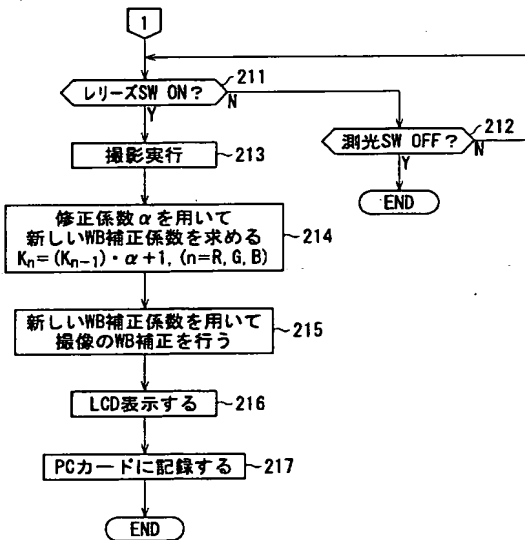 1
レリーズSW ON?
211
N
Y
測光SW OFF?
212
N
Y
END
撮影実行
213
修正係数αを用いて
新しいWB補正係数を求める
Kn=(Kn-1)・α+1, (n=R, G, B)
214
新しいWB補正係数を用いて
撮像のWB補正を行う
215
LCD表示する
216
PCカードに記録する
217
END